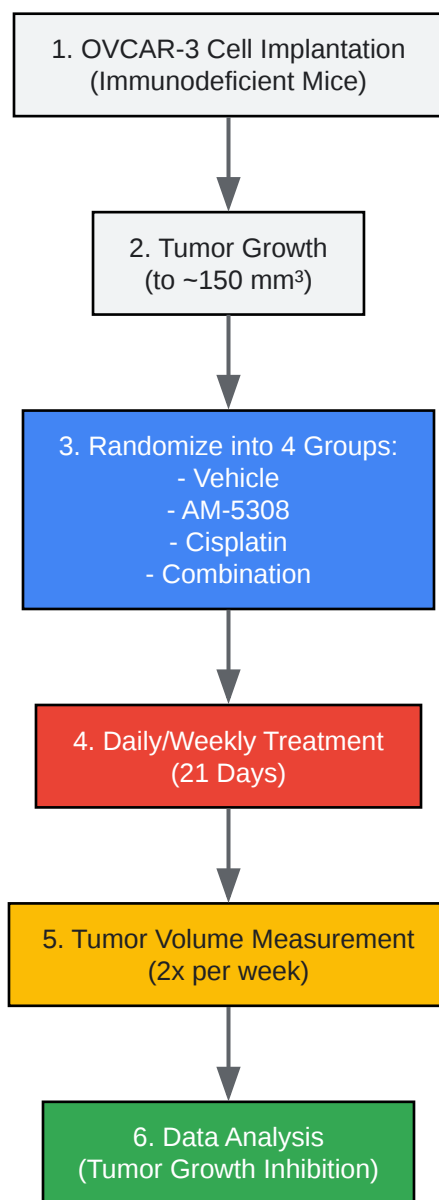 1. OVCAR-3 Cell Implantation
(Immunodeficient Mice)
2. Tumor Growth
(to ~150 mm³)
3. Randomize into 4 Groups:
- Vehicle
- AM-5308
- Cisplatin
- Combination
4. Daily/Weekly Treatment
(21 Days)
5. Tumor Volume Measurement
(2x per week)
6. Data Analysis
(Tumor Growth Inhibition)